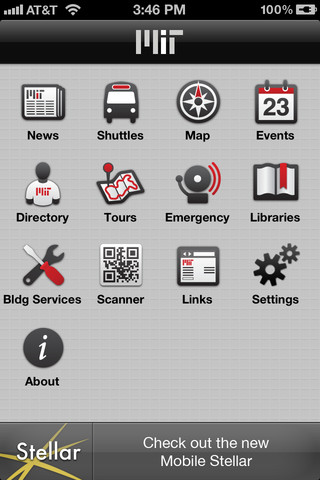 AT&T 3:46 PM 100%
MIT
News Shuttles Map Events
23
Directory Tours Emergency Libraries
Bldg Services Scanner Links Settings
About
Stellar
Check out the new
Mobile Stellar